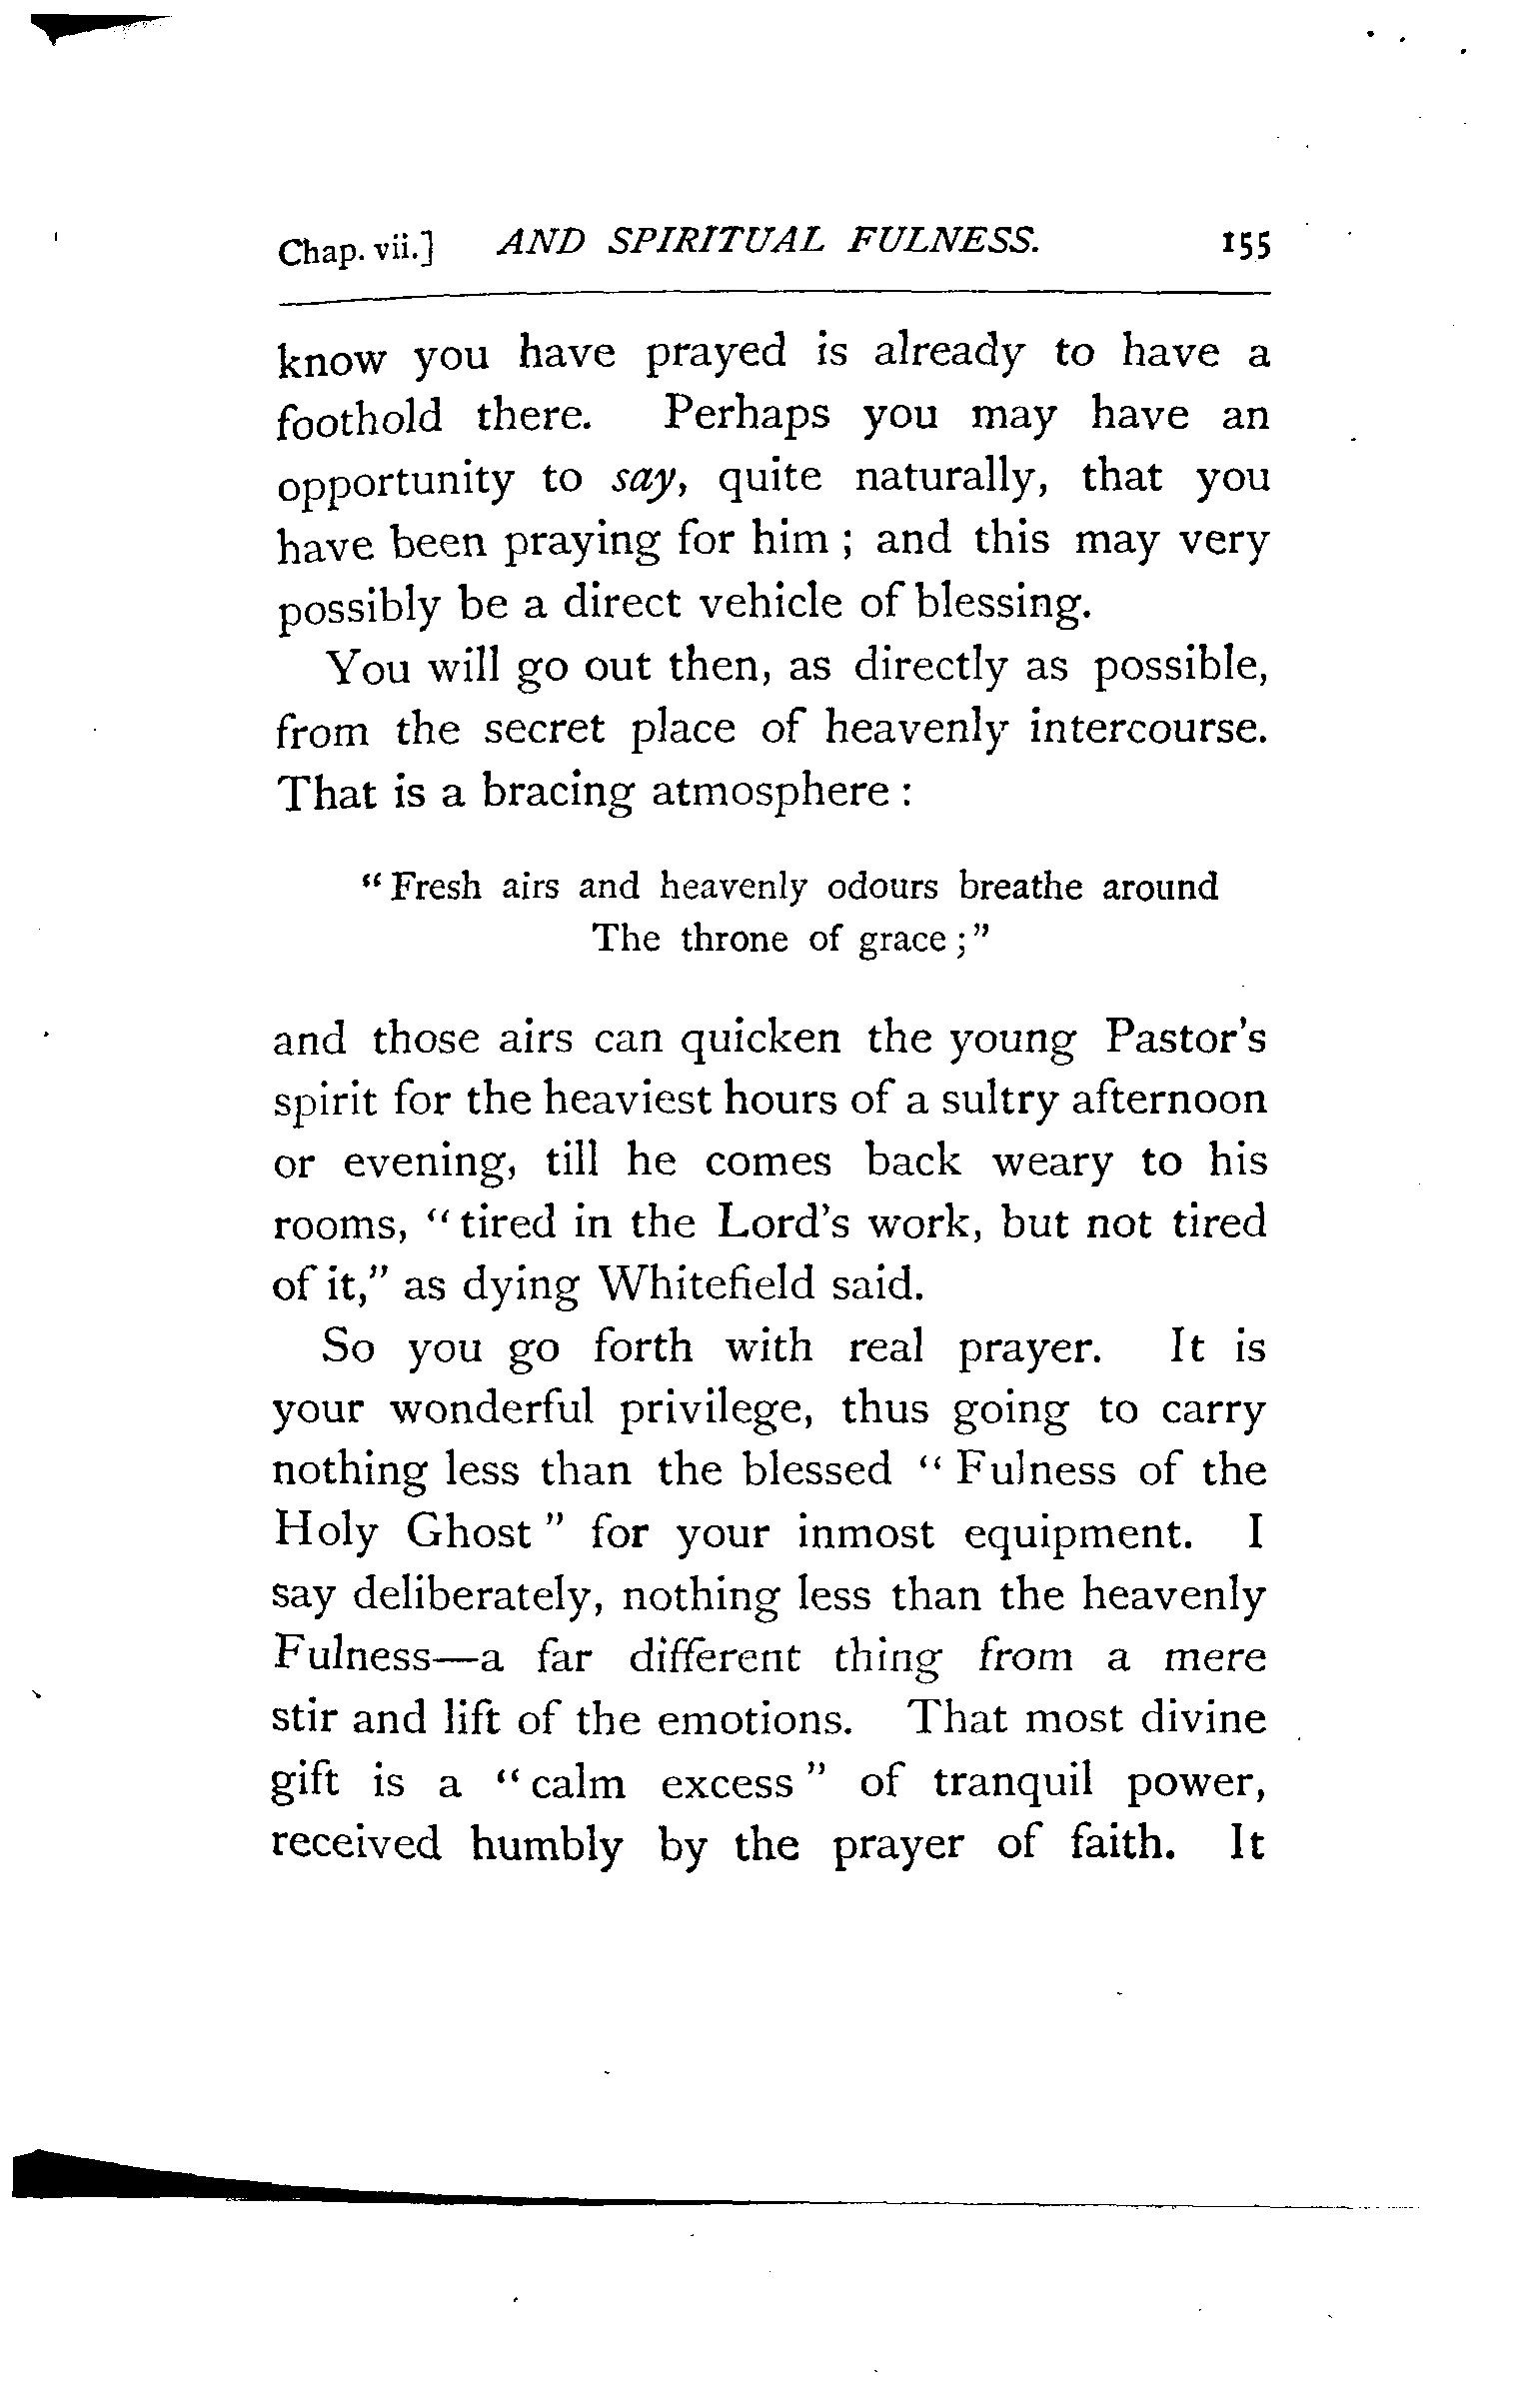 Chap. vii.] AND SPIRITUAL FULNESS. 155
know you have prayed is already to have a
foothold there. Perhaps you may have an
opportunity to say, quite naturally, that you
have been praying for him ; and this may very
possibly be a direct vehicle of blessing.
You will go out then, as directly as possible,
from the secret place of heavenly intercourse.
That is a bracing atmosphere :
“ Fresh airs and heavenly odours breathe around
The throne of grace ; ”
and those airs can quicken the young Pastor’s
spirit for the heaviest hours of a sultry afternoon
or evening, till he comes back weary to his
rooms, “ tired in the Lord’s work, but not tired
of it,” as dying Whitefield said.
So you go forth with real prayer. It is
your wonderful privilege, thus going to carry
nothing less than the blessed “ Fulness of the
Holy Ghost ” for your inmost equipment. I
say deliberately, nothing less than the heavenly
Fulness—a far different thing from a mere
stir and lift of the emotions. That most divine
gift is a “ calm excess ” of tranquil power,
received humbly by the prayer of faith. It